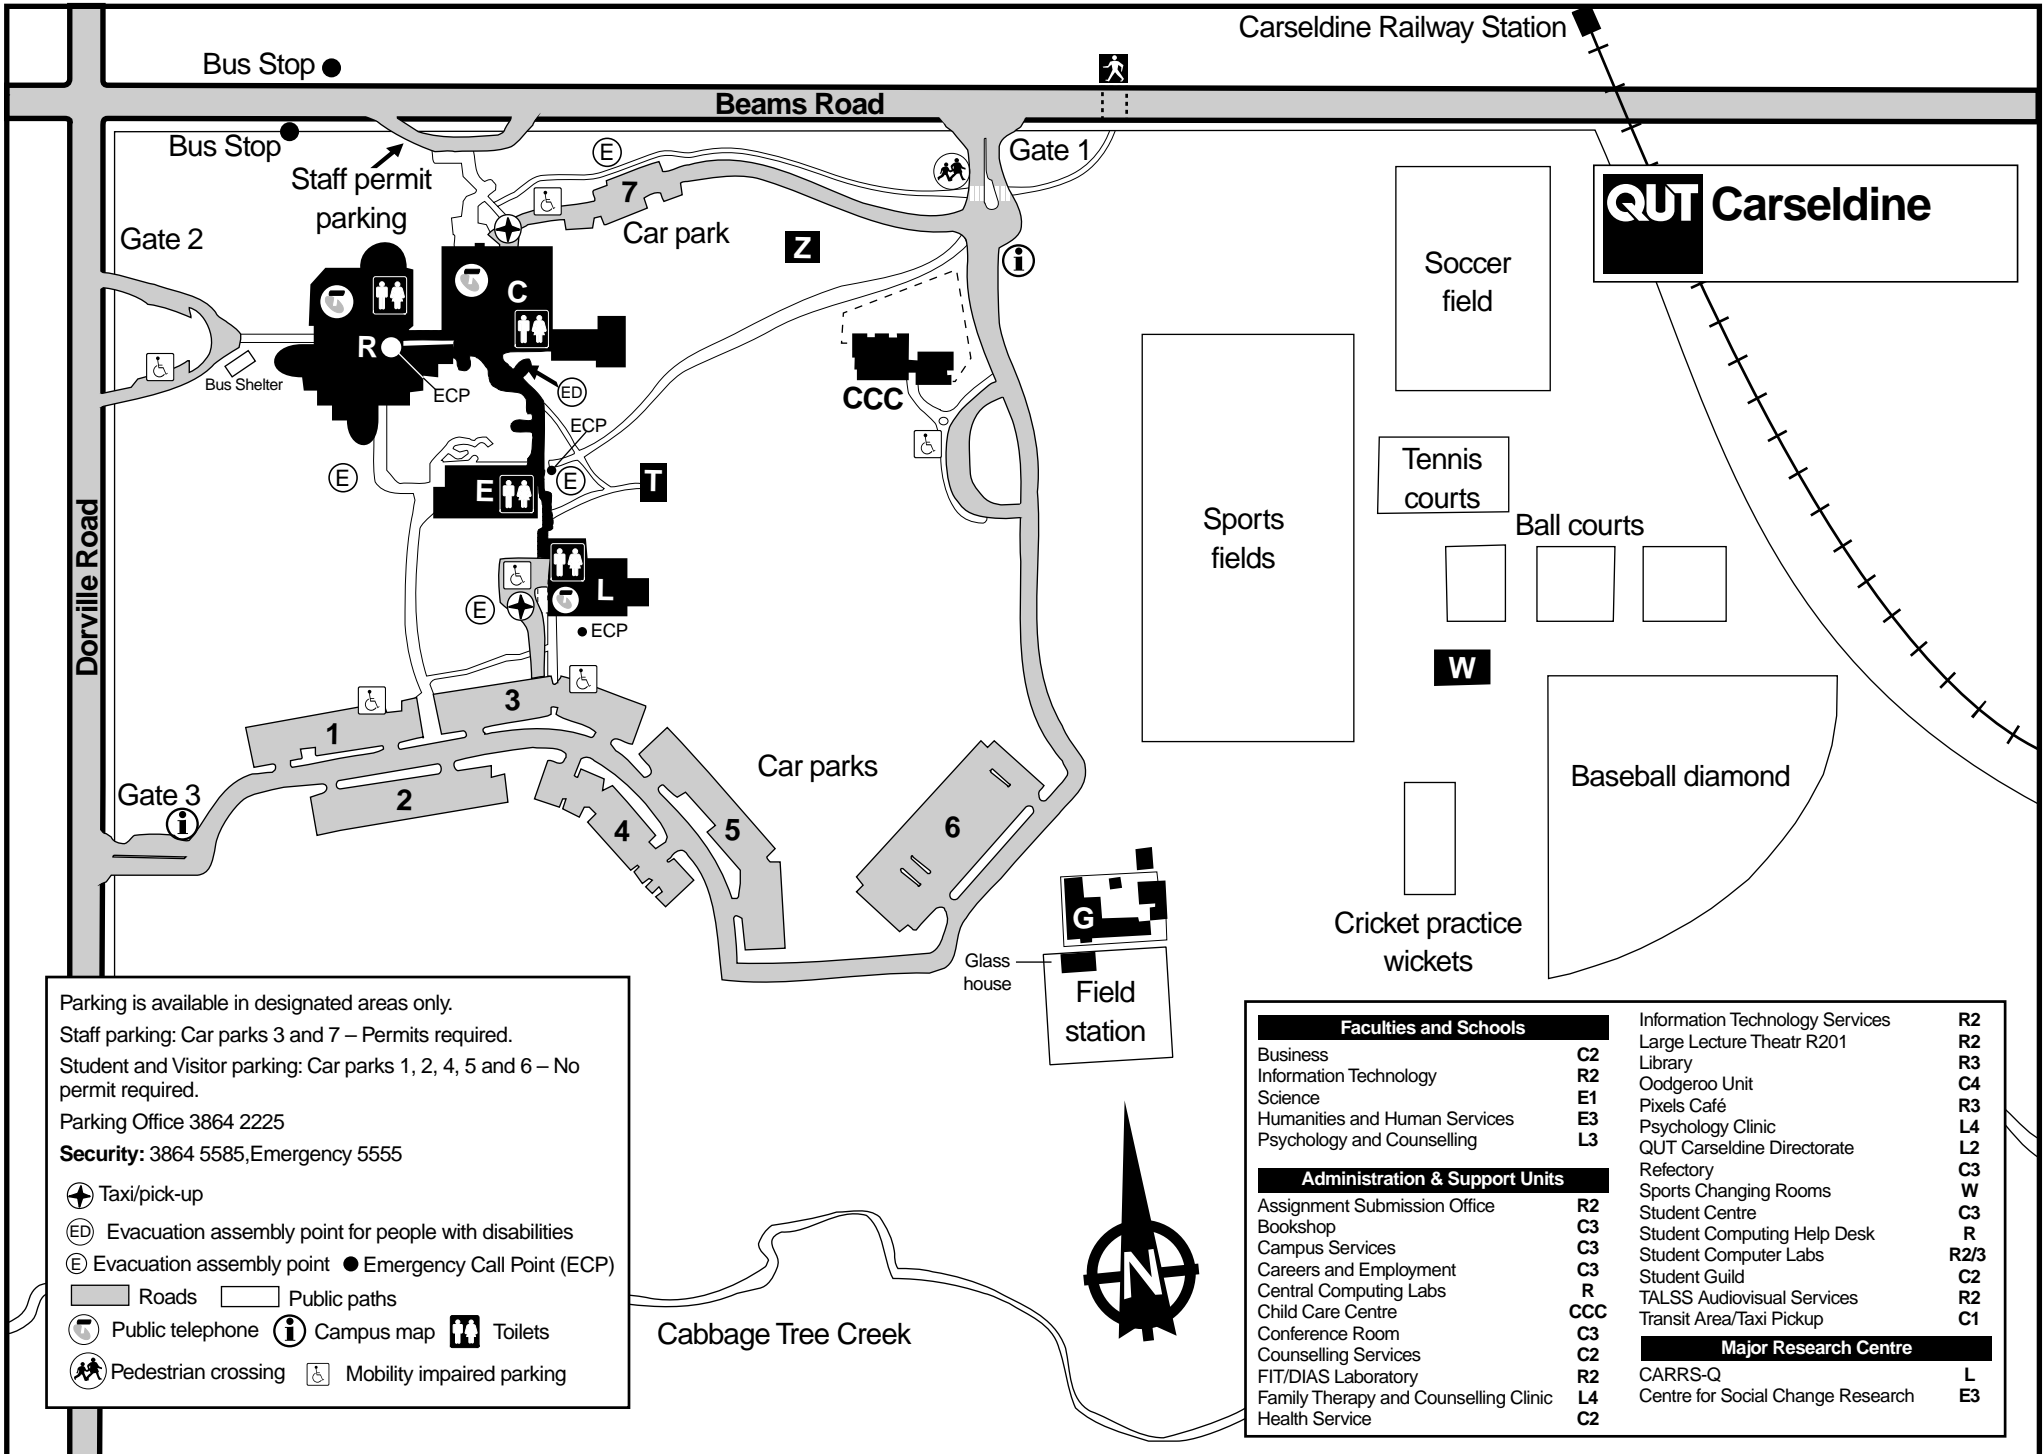 Carseldine Railway Station
Bus Stop
Beams Road
Bus Stop
Gate 1
Staff permit
parking
7
Car park
Gate 2
Z
QUT Carseldine
Soccer
field
C
R
Bus Shelter
ECP
ED
ECP
CCC
E
E
E
E
E
T
Tennis
courts
Sports
fields
Ball courts
Dorville Road
L
ECP
W
3
1
Car parks
Baseball diamond
Gate 3
2
4
5
6
G
Cricket practice
wickets
Glass
house
Field
station
N
Cabbage Tree Creek
Parking is available in designated areas only.
Staff parking: Car parks 3 and 7 – Permits required.
Student and Visitor parking: Car parks 1, 2, 4, 5 and 6 – No
permit required.
Parking Office 3864 2225
Security: 3864 5585,Emergency 5555
Taxi/pick-up
ED Evacuation assembly point for people with disabilities
E Evacuation assembly point Emergency Call Point (ECP)
Roads Public paths
Public telephone i Campus map Toilets
Pedestrian crossing Mobility impaired parking
Faculties and Schools
Business C2
Information Technology R2
Science E1
Humanities and Human Services E3
Psychology and Counselling L3
Administration & Support Units
Assignment Submission Office R2
Bookshop C3
Campus Services C3
Careers and Employment C3
Central Computing Labs R
Child Care Centre CCC
Conference Room C3
Counselling Services C2
FIT/DIAS Laboratory R2
Family Therapy and Counselling Clinic L4
Health Service C2
Information Technology Services R2
Large Lecture Theatr R201 R2
Library R3
Oodgeroo Unit C4
Pixels Café R3
Psychology Clinic L4
QUT Carseldine Directorate L2
Refectory C3
Sports Changing Rooms W
Student Centre C3
Student Computing Help Desk R
Student Computer Labs R2/3
Student Guild C2
TALSS Audiovisual Services R2
Transit Area/Taxi Pickup C1
Major Research Centre
CARRS-Q L
Centre for Social Change Research E3